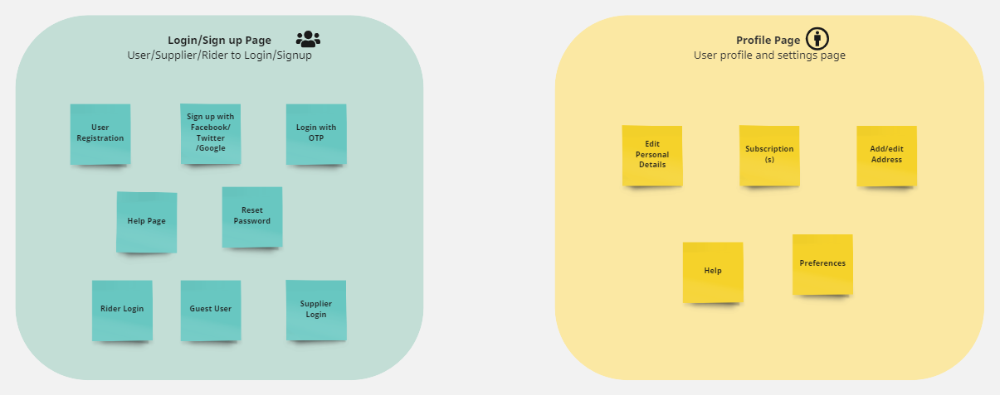 Login/Sign up Page
User/Supplier/Rider to Login/Signup
User
Registration
Sign up with
Facebook/
Twitter
/Google
Login with
OTP
Help Page
Reset
Password
Rider Login
Guest User
Supplier
Login
Profile Page
User profile and settings page
Edit
Personal
Details
Subscription
(s)
Add/edit
Address
Help
Preferences